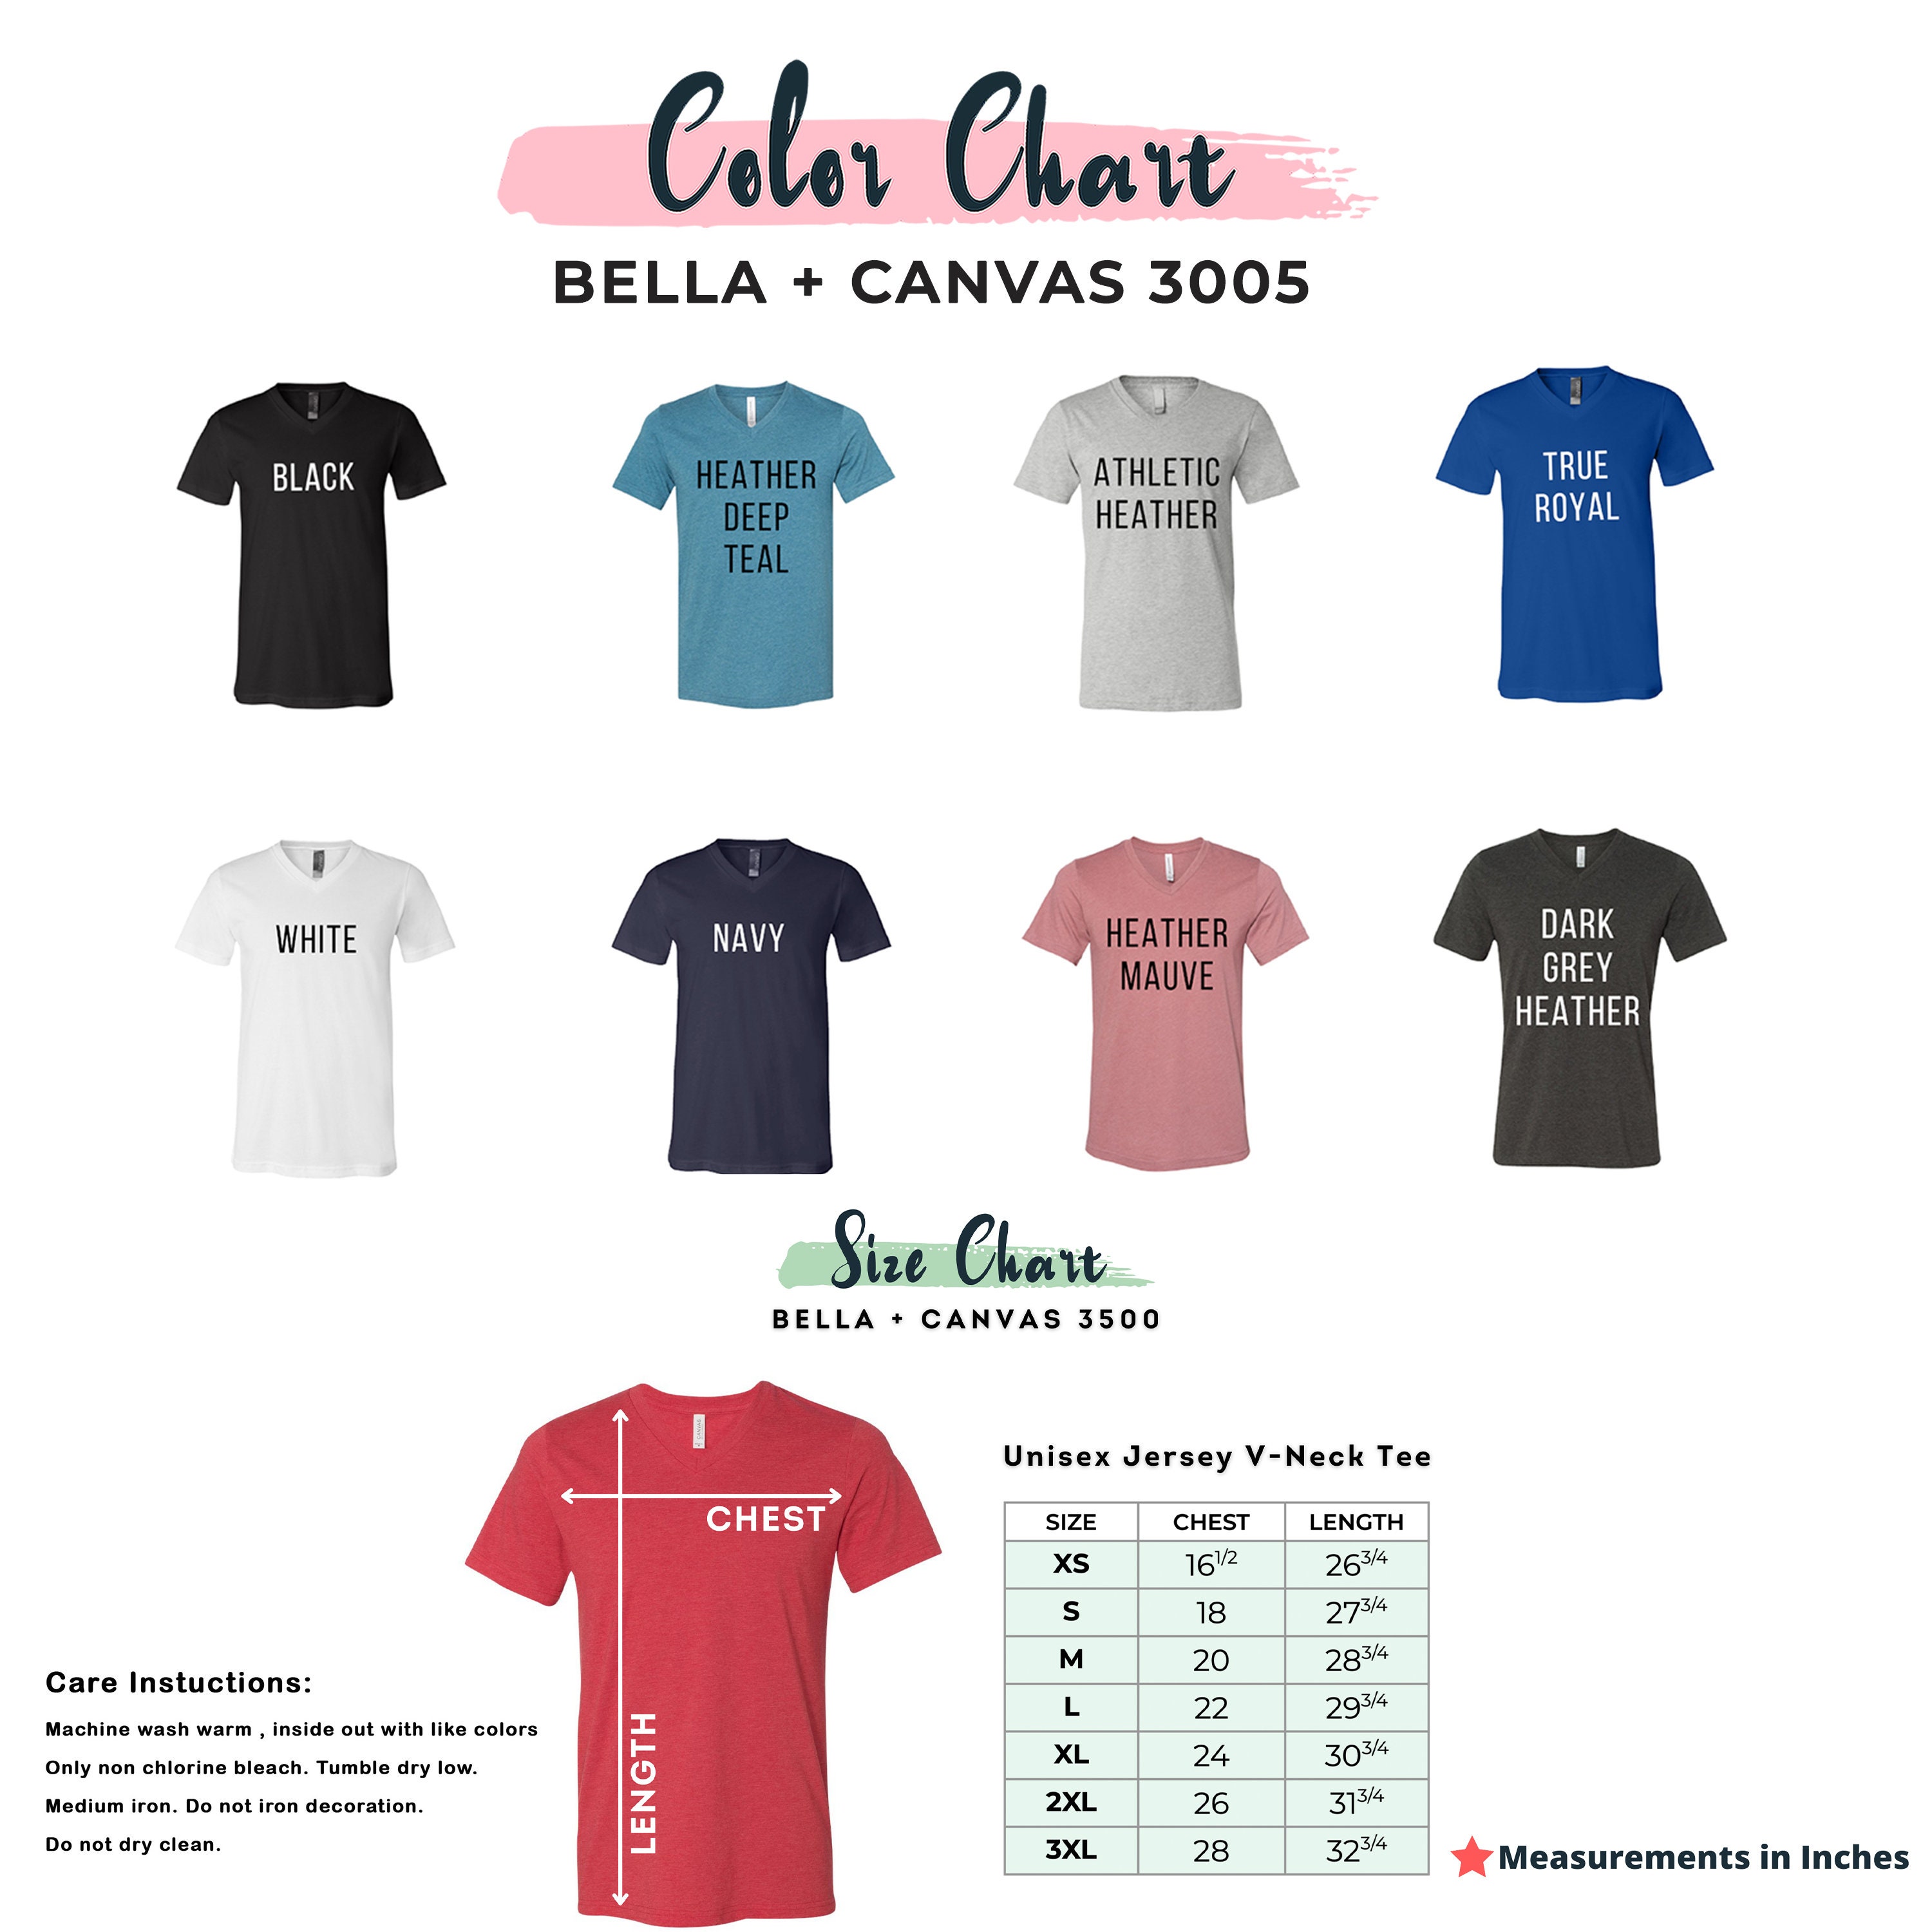 Color Chart
BELLA + CANVAS 3005
BLACK
HEATHER
DEEP
TEAL
ATHLETIC
HEATHER
TRUE
ROYAL
WHITE
NAVY
HEATHER
MAUVE
DARK
GREY
HEATHER
Size Chart
BELLA + CANVAS 3500
CHEST
LENGTH
Unisex Jersey V-Neck Tee
SIZE CHEST LENGTH
XS 16 1/2 26 3/4
S 18 27 3/4
M 20 28 3/4
L 22 29 3/4
XL 24 30 3/4
2XL 26 31 3/4
3XL 28 32 3/4
Care Instuctions:
Machine wash warm , inside out with like colors
Only non chlorine bleach. Tumble dry low.
Medium iron. Do not iron decoration.
Do not dry clean.
Measurements in Inches